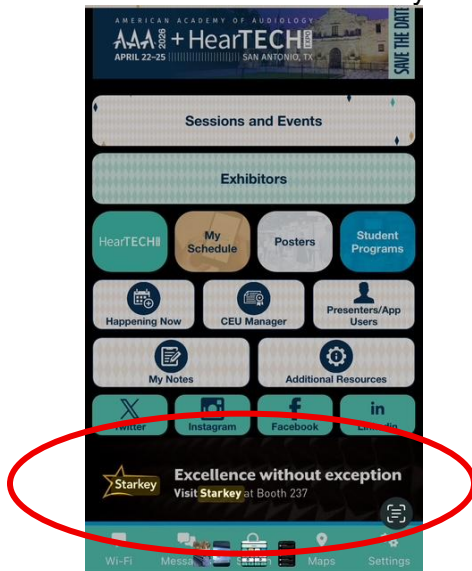 AMERICAN ACADEMY OF AUDIOLOGY
AAA 2026 + HearTECH EXPO
APRIL 22–25 SAN ANTONIO, TX
SAVE THE DATE
Sessions and Events
Exhibitors
HearTECH
My Schedule
Posters
Student Programs
Happening Now
CEU Manager
Presenters/App Users
My Notes
Additional Resources
Twitter
Instagram
Facebook
LinkedIn
Starkey
Excellence without exception
Visit Starkey at Booth 237
Wi-Fi
Maps
Settings